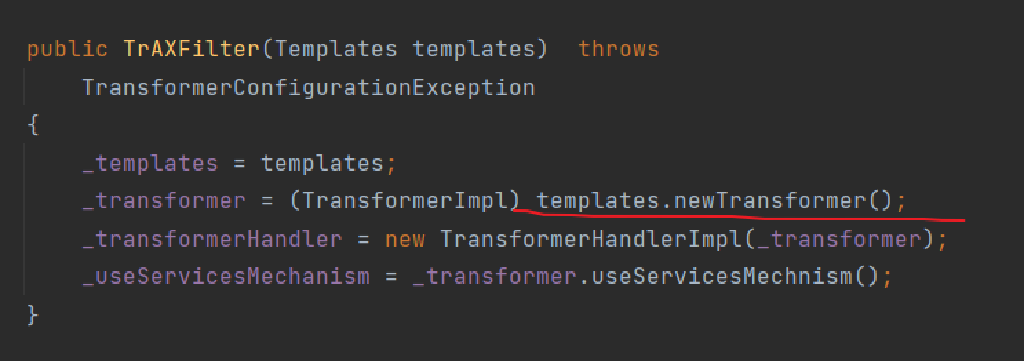 public TrAXFilter(Templates templates)  throws
    TransformerConfigurationException
{
    _templates = templates;
    _transformer = (TransformerImpl) templates.newTransformer();
    _transformerHandler = new TransformerHandlerImpl(_transformer);
    _useServicesMechanism = _transformer.useServicesMechnism();
}